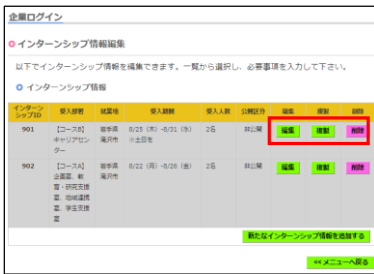 企業ログイン
インターンシップ情報編集
以下でインターンシップ情報を編集できます。一覧から選択し、必要事項を入力して下さい。
インターンシップ情報
インターンシップID 受入部署 就業地 受入期間 受入人数 公開区分 編集 複製 削除
901 【コースB】キャリアセンター 岩手県滝沢市 8/25（木）-8/31（水）※土日を 2名 非公開 編集 複製 削除
902 【コースA】企画室、教育・研究支援室、地域連携室、学生支援室 岩手県滝沢市 8/22（月）-8/26（金） 2名 非公開 編集 複製 削除
新たなインターンシップ情報を追加する
<< メニューへ戻る